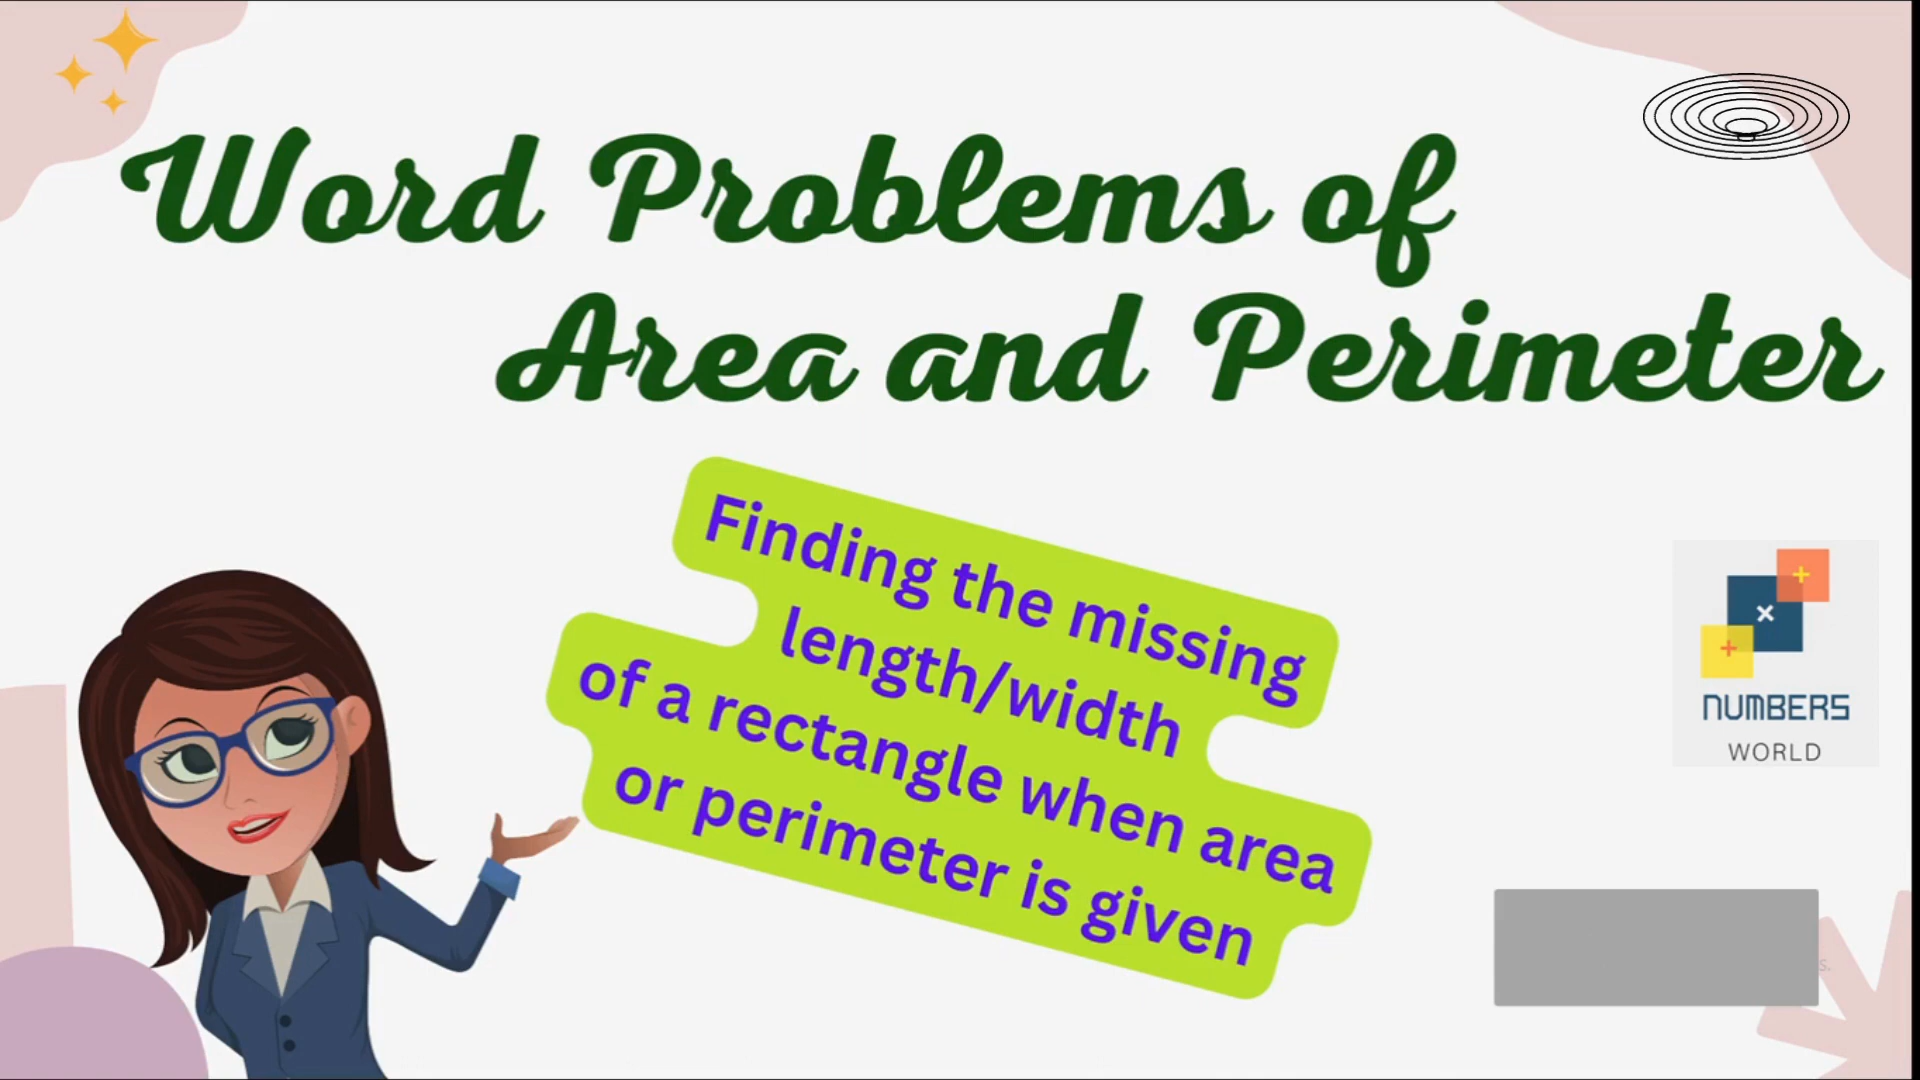 Word Problems of
Area and Perimeter
Finding the missing
length/width
of a rectangle when area
or perimeter is given
NUMBERS
WORLD
s.